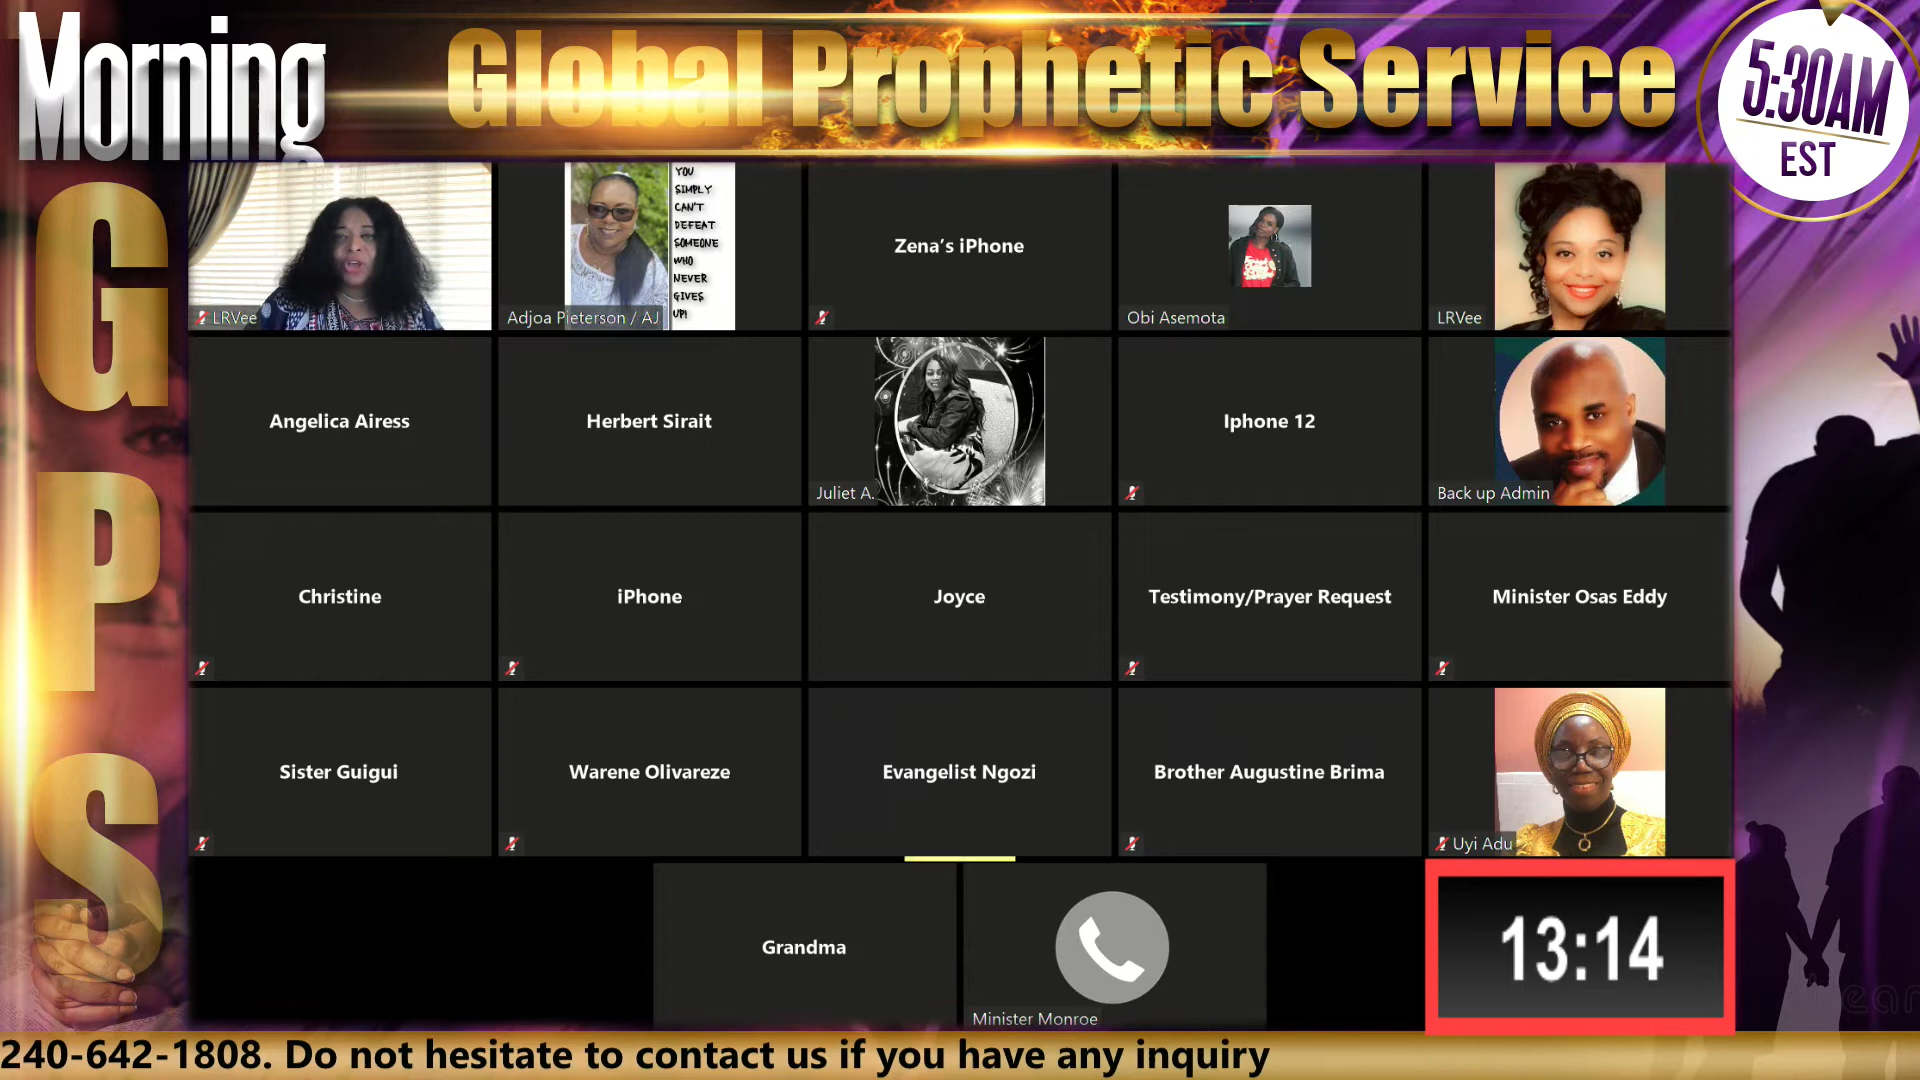 Morning
Global Prophetic Service
5:30AM
EST
G
P
S
LRVee
Adjoa Pieterson / AJ
YOU
SIMPLY
CAN'T
DEFEAT
SOMEONE
WHO
NEVER
GIVES
UP!
Zena's iPhone
Obi Asemota
LRVee
Angelica Airess
Herbert Sirait
Juliet A.
Iphone 12
Back up Admin
Christine
iPhone
Joyce
Testimony/Prayer Request
Minister Osas Eddy
Sister Guigui
Warene Olivareze
Evangelist Ngozi
Brother Augustine Brima
Uyi Adu
Grandma
Minister Monroe
13:14
240-642-1808. Do not hesitate to contact us if you have any inquiry